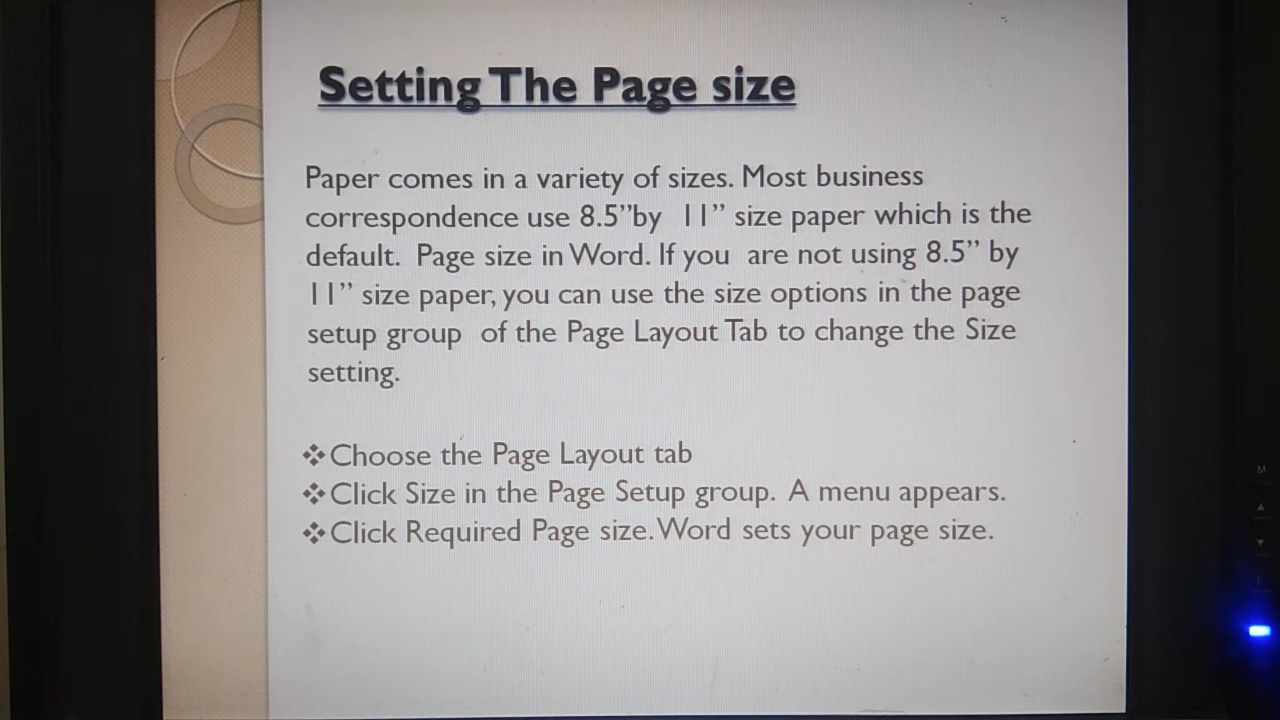 Setting The Page size
Paper comes in a variety of sizes. Most business
correspondence use 8.5”by 11” size paper which is the
default. Page size in Word. If you are not using 8.5” by
11” size paper, you can use the size options in the page
setup group of the Page Layout Tab to change the Size
setting.
❖Choose the Page Layout tab
❖Click Size in the Page Setup group. A menu appears.
❖Click Required Page size. Word sets your page size.
M